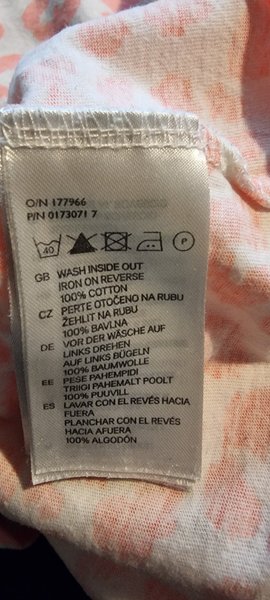 O/N 177966
P/N 0173071 7
40 P
GB WASH INSIDE OUT
IRON ON REVERSE
100% COTTON
CZ PERTE OTOČENO NA RUBU
ŽEHLIT NA RUBU
100% BAVLNA
DE VOR DER WÄSCHE AUF
LINKS DREHEN
AUF LINKS BÜGELN
100% BAUMWOLLE
EE PESE PAHEMPIDI
TRIIGI PAHEMALT POOLT
100% PUUVILL
ES LAVAR CON EL REVÉS HACIA
FUERA
PLANCHAR CON EL REVÉS
HACIA AFUERA
100% ALGODÓN